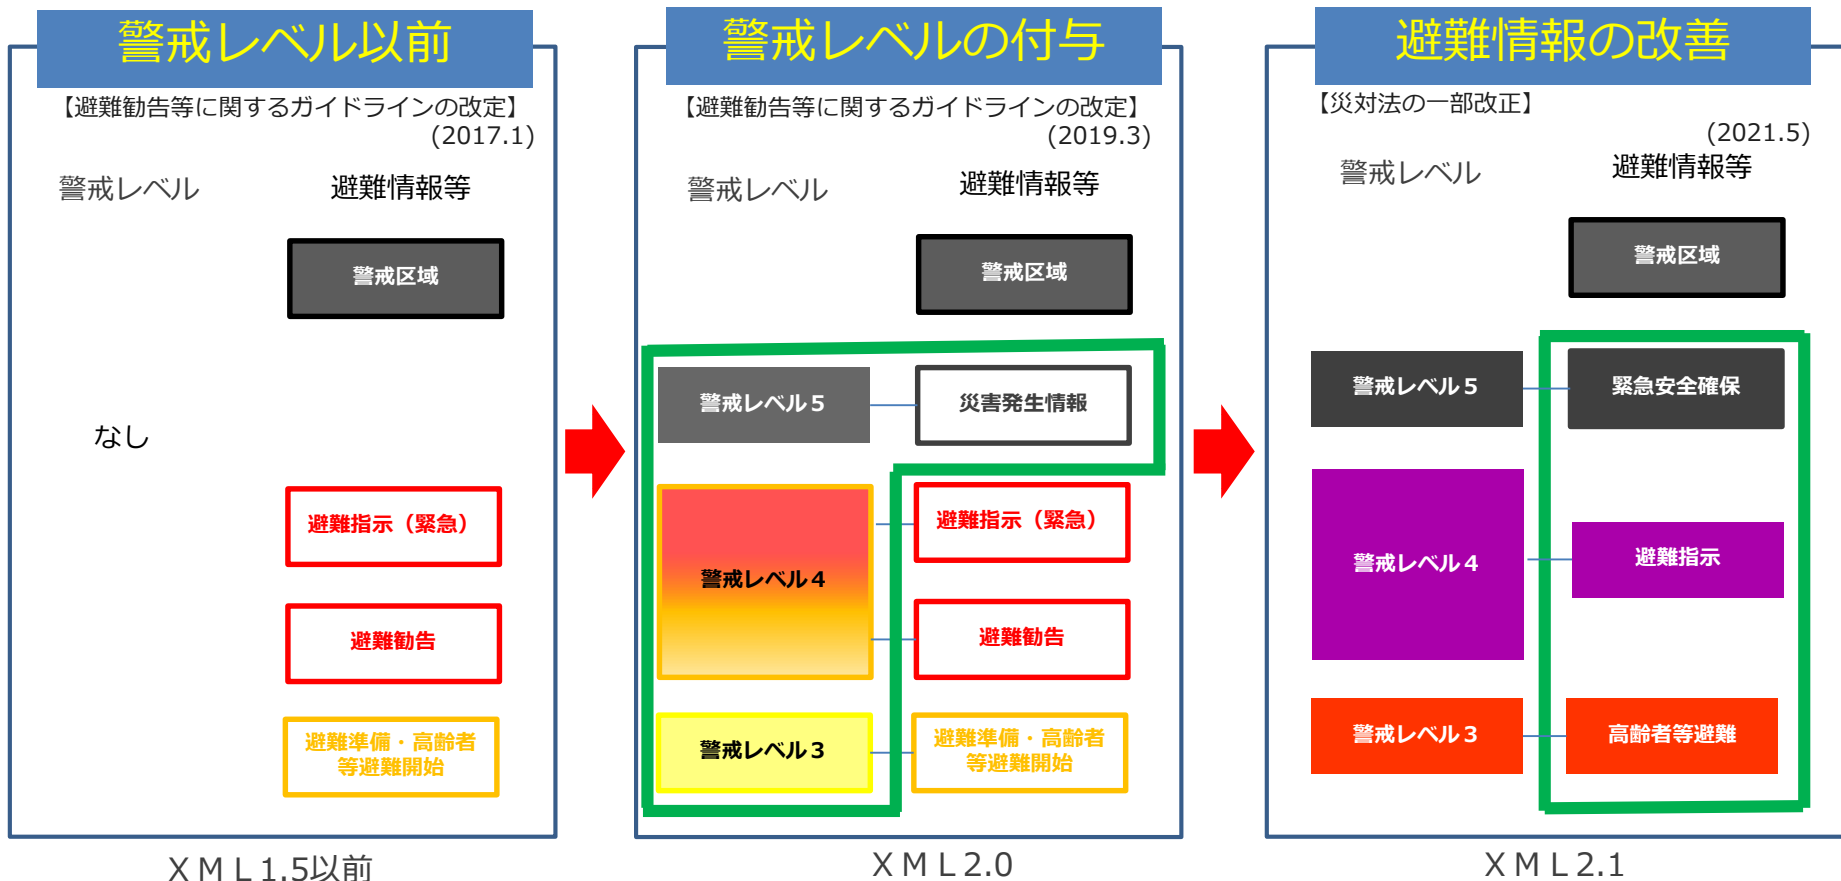 警戒レベル以前
【避難勧告等に関するガイドラインの改定】
(2017.1)
警戒レベル
避難情報等
警戒区域
なし
避難指示（緊急）
避難勧告
避難準備・高齢者
等避難開始
ＸＭＬ1.5以前
警戒レベルの付与
【避難勧告等に関するガイドラインの改定】
(2019.3)
警戒レベル
避難情報等
警戒区域
警戒レベル５
災害発生情報
警戒レベル４
避難指示（緊急）
避難勧告
警戒レベル３
避難準備・高齢者
等避難開始
ＸＭＬ2.0
避難情報の改善
【災対法の一部改正】
(2021.5)
警戒レベル
避難情報等
警戒区域
警戒レベル５
緊急安全確保
警戒レベル４
避難指示
警戒レベル３
高齢者等避難
ＸＭＬ2.1